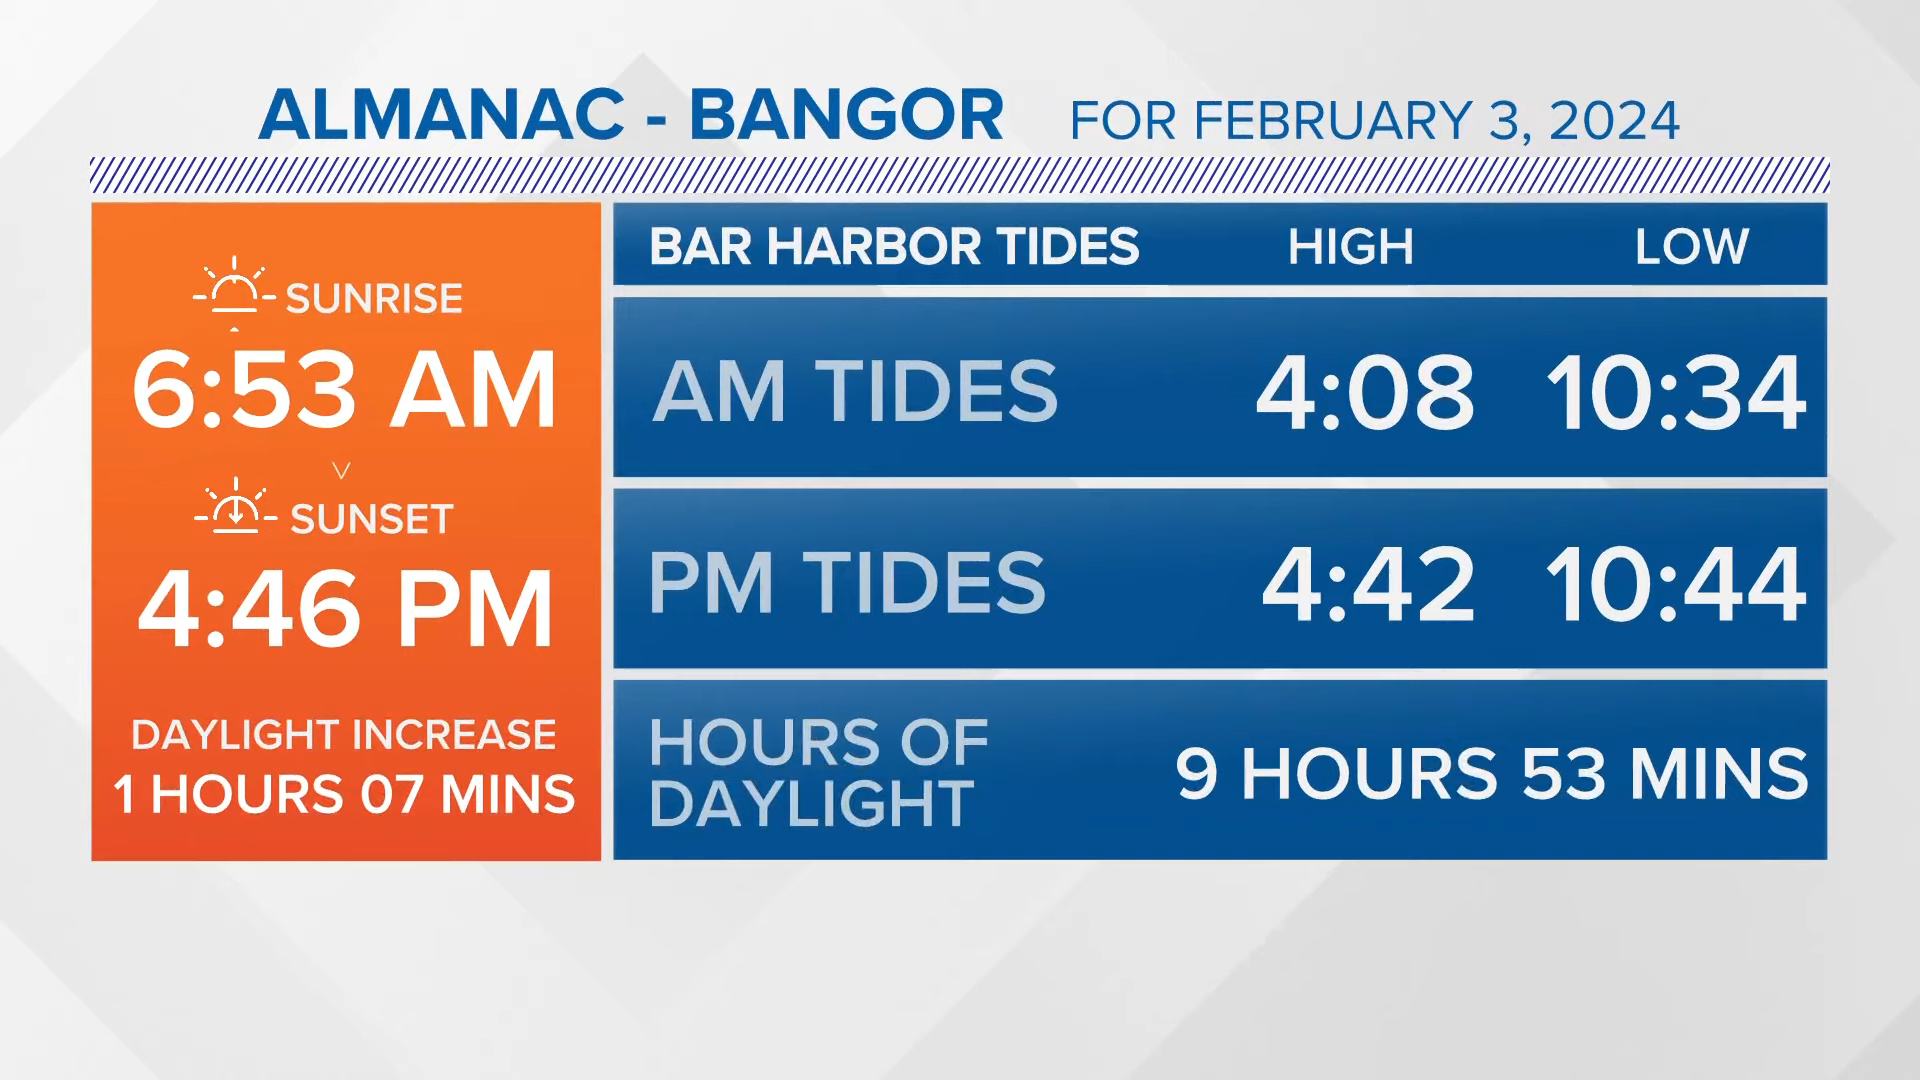 ALMANAC - BANGOR FOR FEBRUARY 3, 2024
SUNRISE
6:53 AM
SUNSET
4:46 PM
DAYLIGHT INCREASE
1 HOURS 07 MINS
BAR HARBOR TIDES HIGH LOW
AM TIDES 4:08 10:34
PM TIDES 4:42 10:44
HOURS OF
DAYLIGHT
9 HOURS 53 MINS